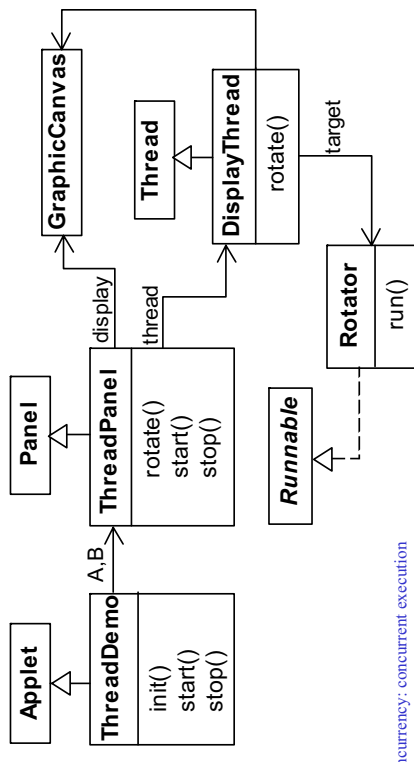 Applet
ThreadDemo
init()
start()
stop()
A,B
Panel
ThreadPanel
rotate()
start()
stop()
display
thread
GraphicCanvas
Thread
DisplayThread
rotate()
target
Runnable
Rotator
run()
concurrent execution